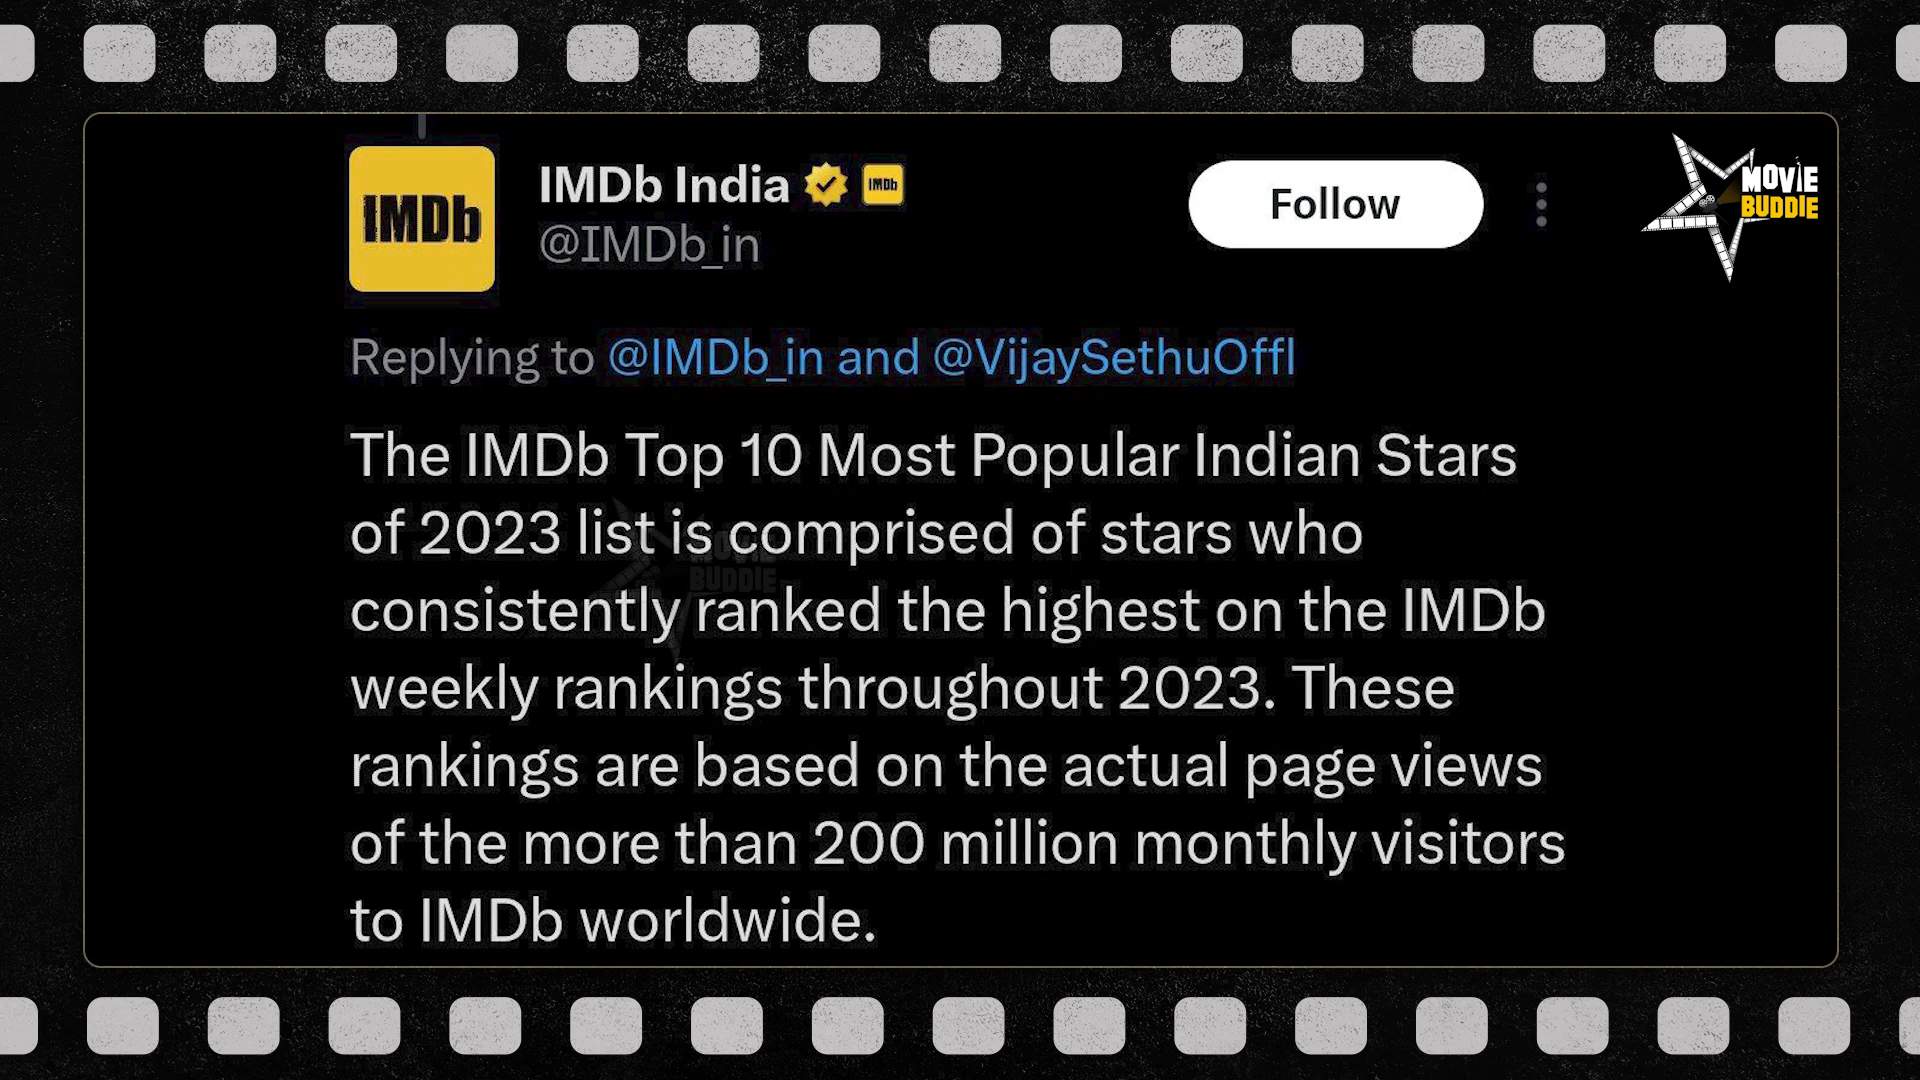 IMDb
IMDb India
IMDb
@IMDb_in
Follow
MOVIE
BUDDIE
Replying to @IMDb_in and @VijaySethuOffl
The IMDb Top 10 Most Popular Indian Stars
of 2023 list is comprised of stars who
consistently ranked the highest on the IMDb
weekly rankings throughout 2023. These
rankings are based on the actual page views
of the more than 200 million monthly visitors
to IMDb worldwide.
MOVIE
BUDDIE